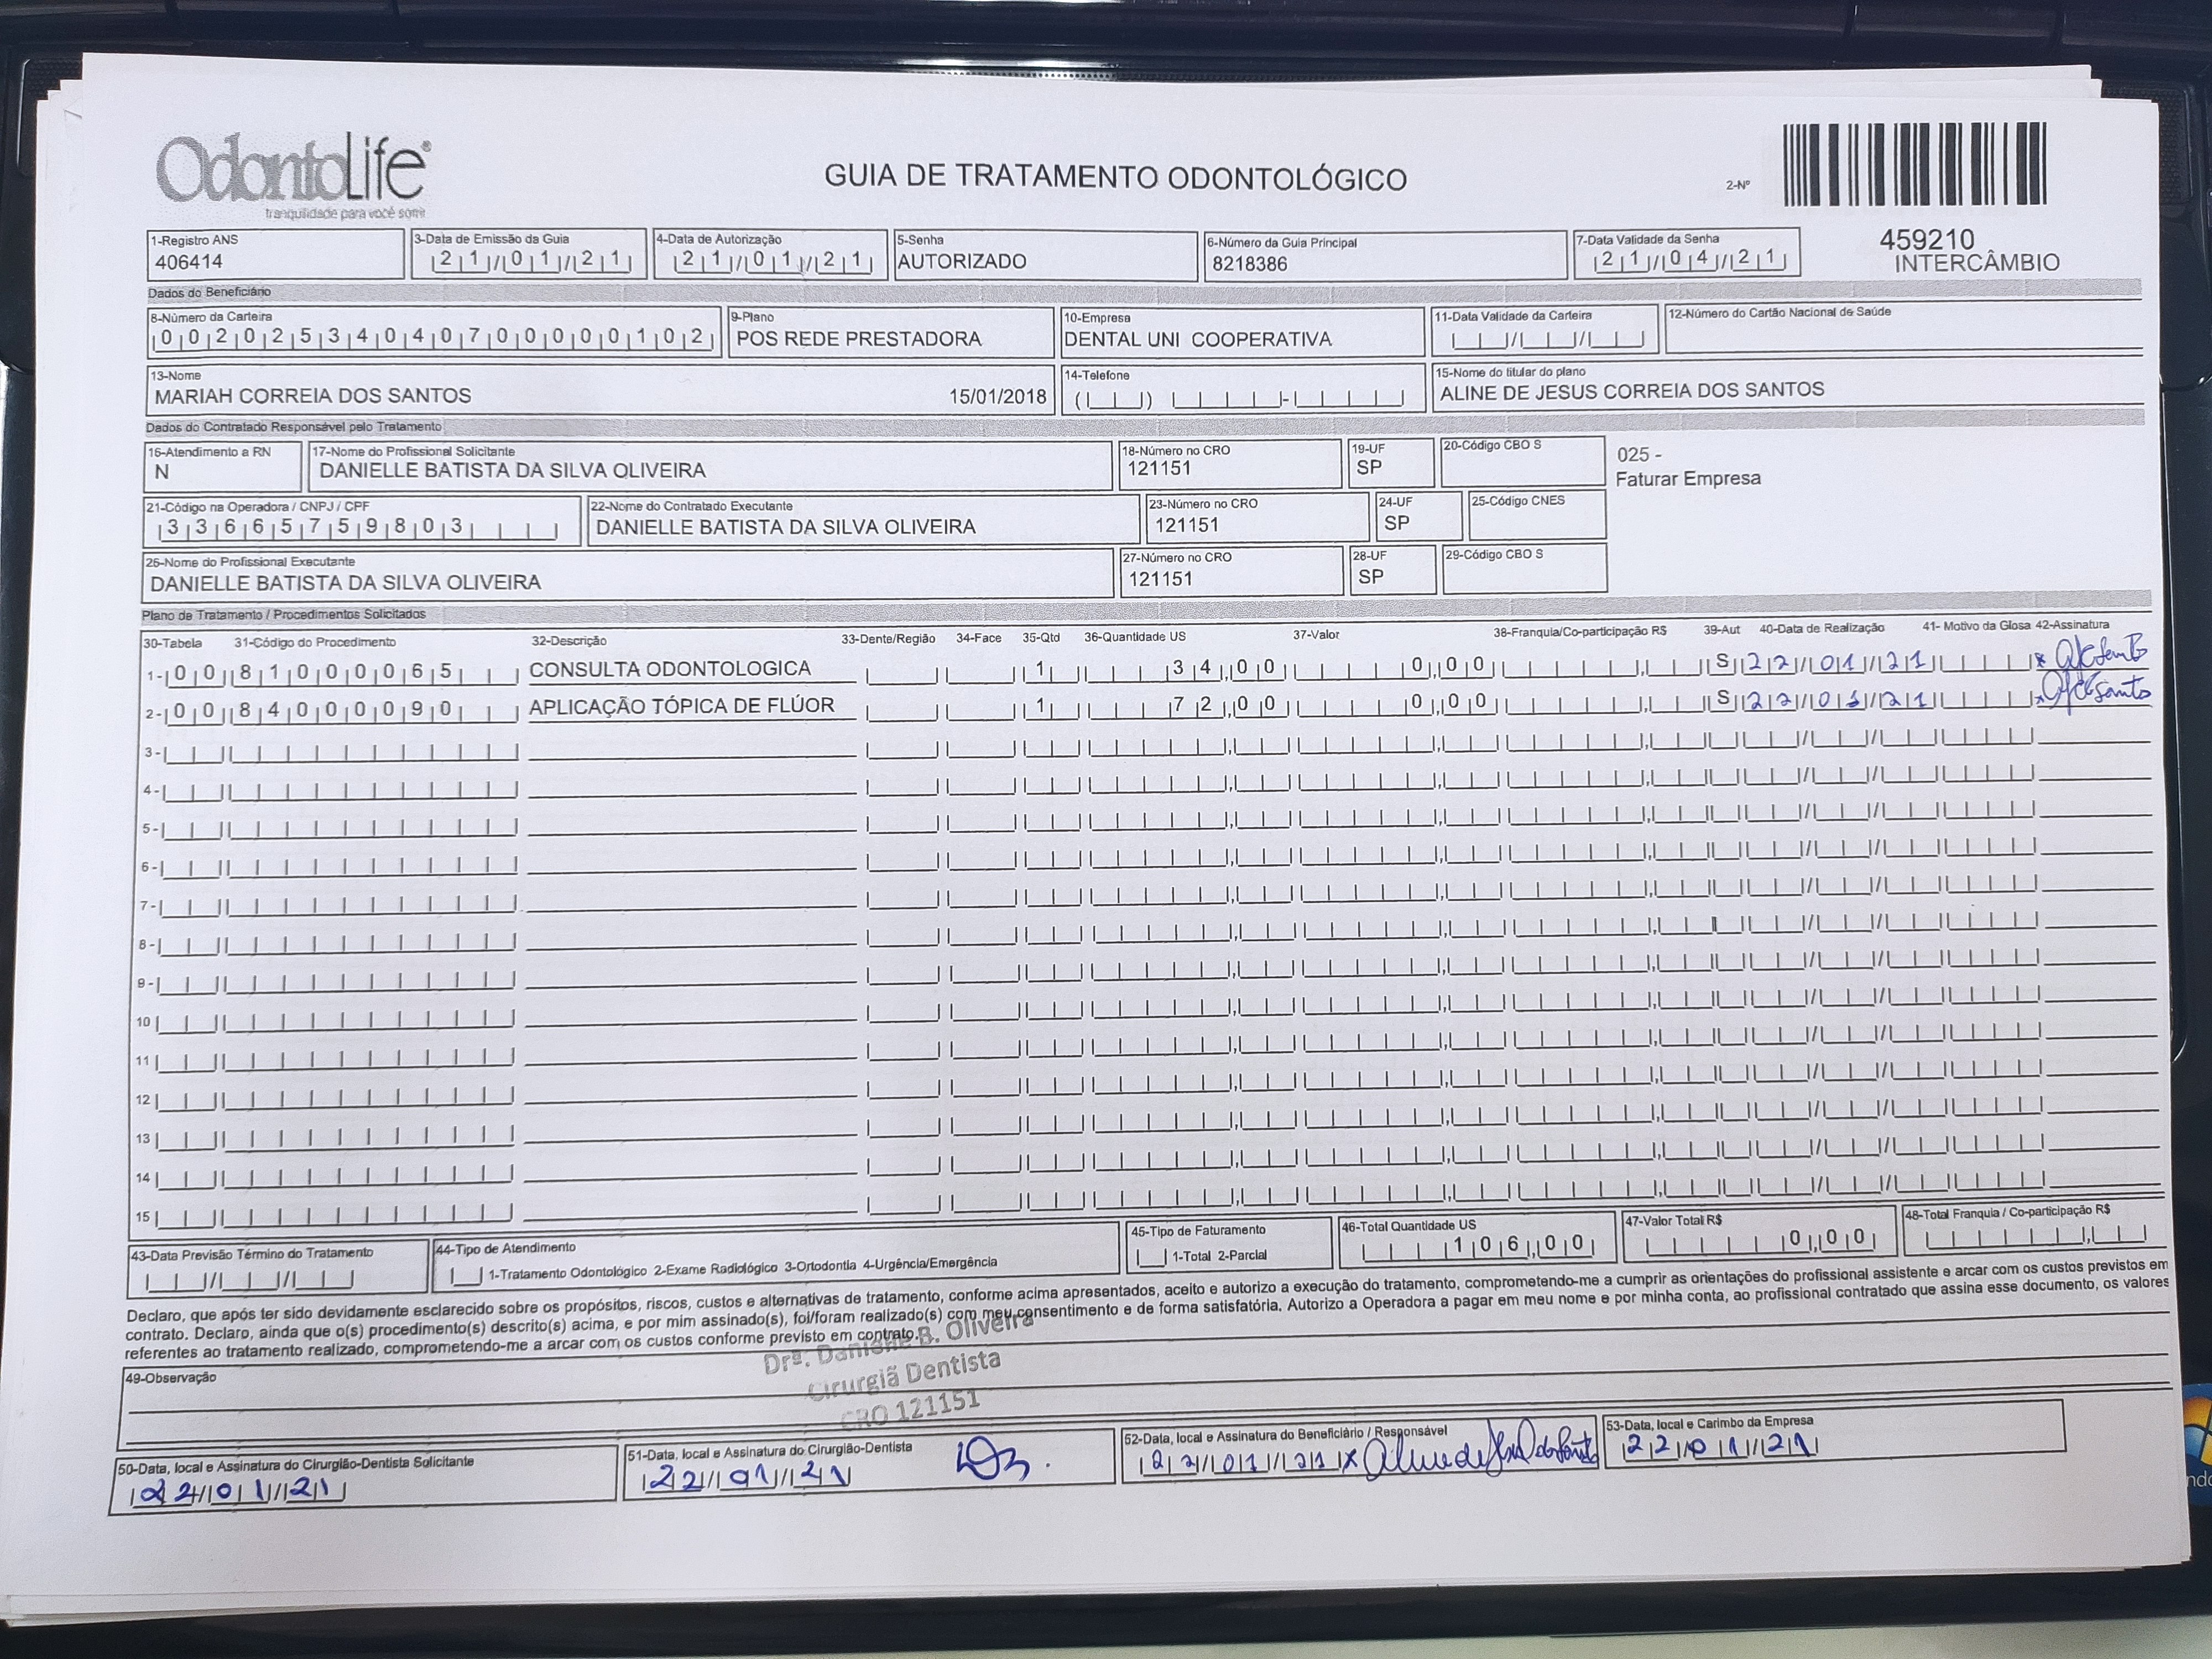 OdontoLife®
tranquilidade para você sorrir
GUIA DE TRATAMENTO ODONTOLÓGICO
2-Nº
459210
INTERCÂMBIO
1-Registro ANS
406414
3-Data de Emissão da Guia
21/01/21
4-Data de Autorização
21/01/21
5-Senha
AUTORIZADO
6-Número da Guia Principal
8218386
7-Data Validade da Senha
21/04/21
Dados do Beneficiário
8-Número da Carteira
00202534040700000102
9-Plano
POS REDE PRESTADORA
10-Empresa
DENTAL UNI COOPERATIVA
11-Data Validade da Carteira
12-Número do Cartão Nacional de Saúde
13-Nome
MARIAH CORREIA DOS SANTOS 15/01/2018
14-Telefone
15-Nome do titular do plano
ALINE DE JESUS CORREIA DOS SANTOS
Dados do Contratado Responsável pelo Tratamento
16-Atendimento a RN
N
17-Nome do Profissional Solicitante
DANIELLE BATISTA DA SILVA OLIVEIRA
18-Número no CRO
121151
19-UF
SP
20-Código CBO S
025 -
Faturar Empresa
21-Código na Operadora / CNPJ / CPF
33665759803
22-Nome do Contratado Executante
DANIELLE BATISTA DA SILVA OLIVEIRA
23-Número no CRO
121151
24-UF
SP
25-Código CNES
26-Nome do Profissional Executante
DANIELLE BATISTA DA SILVA OLIVEIRA
27-Número no CRO
121151
28-UF
SP
29-Código CBO S
Plano de Tratamento / Procedimentos Solicitados
30-Tabela 31-Código do Procedimento 32-Descrição 33-Dente/Região 34-Face 35-Qtd 36-Quantidade US 37-Valor 38-Franquia/Co-participação R$ 39-Aut 40-Data de Realização 41- Motivo da Glosa 42-Assinatura
1- 00 81000065 CONSULTA ODONTOLOGICA 1 34,00 0,00 S 22/01/21
2- 00 84000090 APLICAÇÃO TÓPICA DE FLÚOR 1 72,00 0,00 S 22/01/21
3-
4-
5-
6-
7-
8-
9-
10
11
12
13
14
15
43-Data Previsão Término do Tratamento
44-Tipo de Atendimento
1-Tratamento Odontológico 2-Exame Radiológico 3-Ortodontia 4-Urgência/Emergência
45-Tipo de Faturamento
1-Total 2-Parcial
46-Total Quantidade US
106,00
47-Valor Total R$
0,00
48-Total Franquia / Co-participação R$
Declaro, que após ter sido devidamente esclarecido sobre os propósitos, riscos, custos e alternativas de tratamento, conforme acima apresentados, aceito e autorizo a execução do tratamento, comprometendo-me a cumprir as orientações do profissional assistente e arcar com os custos previstos em
contrato. Declaro, ainda que o(s) procedimento(s) descrito(s) acima, e por mim assinado(s), foi/foram realizado(s) com meu consentimento e de forma satisfatória. Autorizo a Operadora a pagar em meu nome e por minha conta, ao profissional contratado que assina esse documento, os valores
referentes ao tratamento realizado, comprometendo-me a arcar com os custos conforme previsto em contrato.
Drª. Danielle B. Oliveira
Cirurgiã Dentista
CRO 121151
49-Observação
50-Data, local e Assinatura do Cirurgião-Dentista Solicitante
22/01/21
51-Data, local e Assinatura do Cirurgião-Dentista
22/01/21
52-Data, local e Assinatura do Beneficiário / Responsável
22/01/21 x
53-Data, local e Carimbo da Empresa
22/01/21